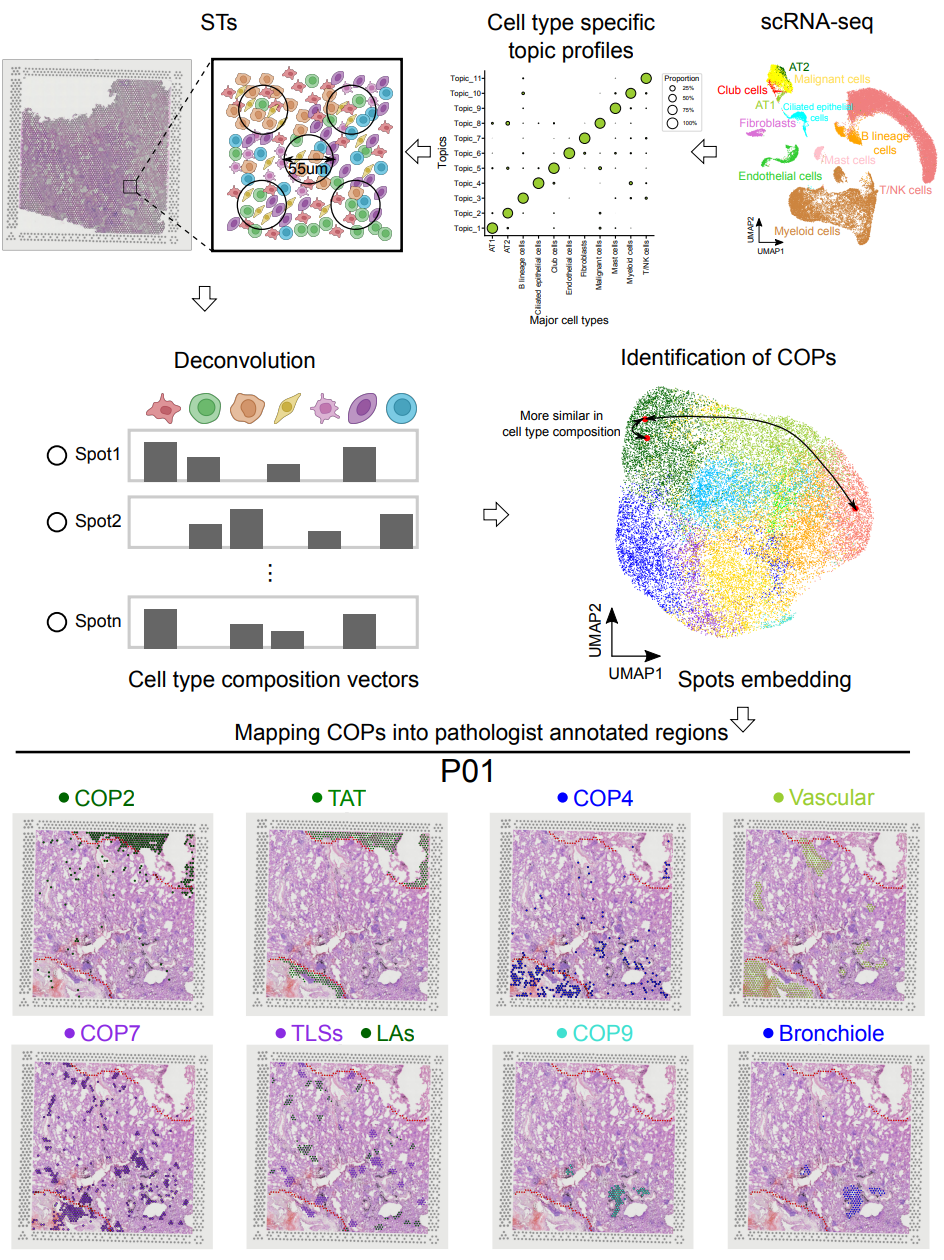 STs
Cell type specific
topic profiles
scRNA-seq
55um
Topics
Topic_11
Topic_10
Topic_9
Topic_8
Topic_7
Topic_6
Topic_5
Topic_4
Topic_3
Topic_2
Topic_1
Proportion
25%
50%
75%
100%
AT1
AT2
B lineage cells
Ciliated epithelial cells
Club cells
Endothelial cells
Fibroblasts
Malignant cells
Mast cells
Myeloid cells
T/NK cells
Major cell types
AT2
Malignant cells
Club cells
AT1
Ciliated epithelial
cells
Fibroblasts
B lineage
cells
Mast cells
Endothelial cells
T/NK cells
Myeloid cells
UMAP2
UMAP1
Deconvolution
Spot1
Spot2
⋮
Spotn
Cell type composition vectors
Identification of COPs
More similar in
cell type composition
UMAP2
UMAP1
Spots embedding
Mapping COPs into pathologist annotated regions
P01
COP2
TAT
COP4
Vascular
COP7
TLSs
LAs
COP9
Bronchiole